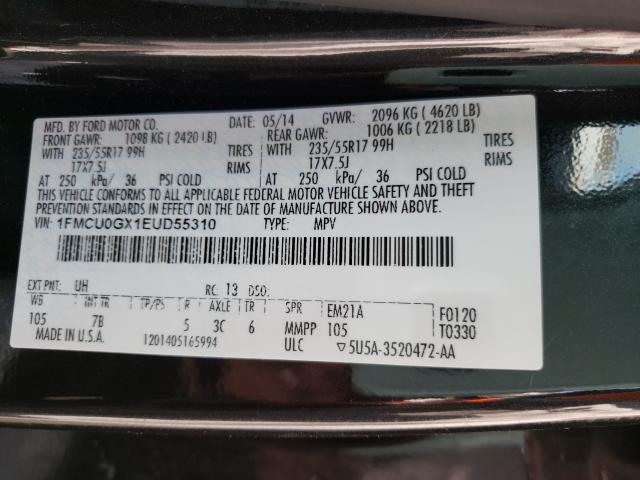 MFD. BY FORD MOTOR CO. DATE: 05/14 GVWR: 2096 KG ( 4620 LB)
FRONT GAWR: 1098 KG ( 2420 LB) REAR GAWR: 1006 KG ( 2218 LB)
WITH 235/55R17 99H TIRES WITH 235/55R17 99H TIRES
17X7.5J RIMS 17X7.5J RIMS
AT 250 kPa/ 36 PSI COLD AT 250 kPa/ 36 PSI COLD
THIS VEHICLE CONFORMS TO ALL APPLICABLE FEDERAL MOTOR VEHICLE SAFETY AND THEFT
PREVENTION STANDARDS IN EFFECT ON THE DATE OF MANUFACTURE SHOWN ABOVE.
VIN: 1FMCU0GX1EUD55310 TYPE: MPV
EXT PNT: UH RC: 13 DSO:
WB INT TR TP/PS R AXLE TR SPR EM21A F0120
105 7B 5 3C 6 MMPP 105 T0330
MADE IN U.S.A. 1201405165994 ULC ▽5U5A-3520472-AA